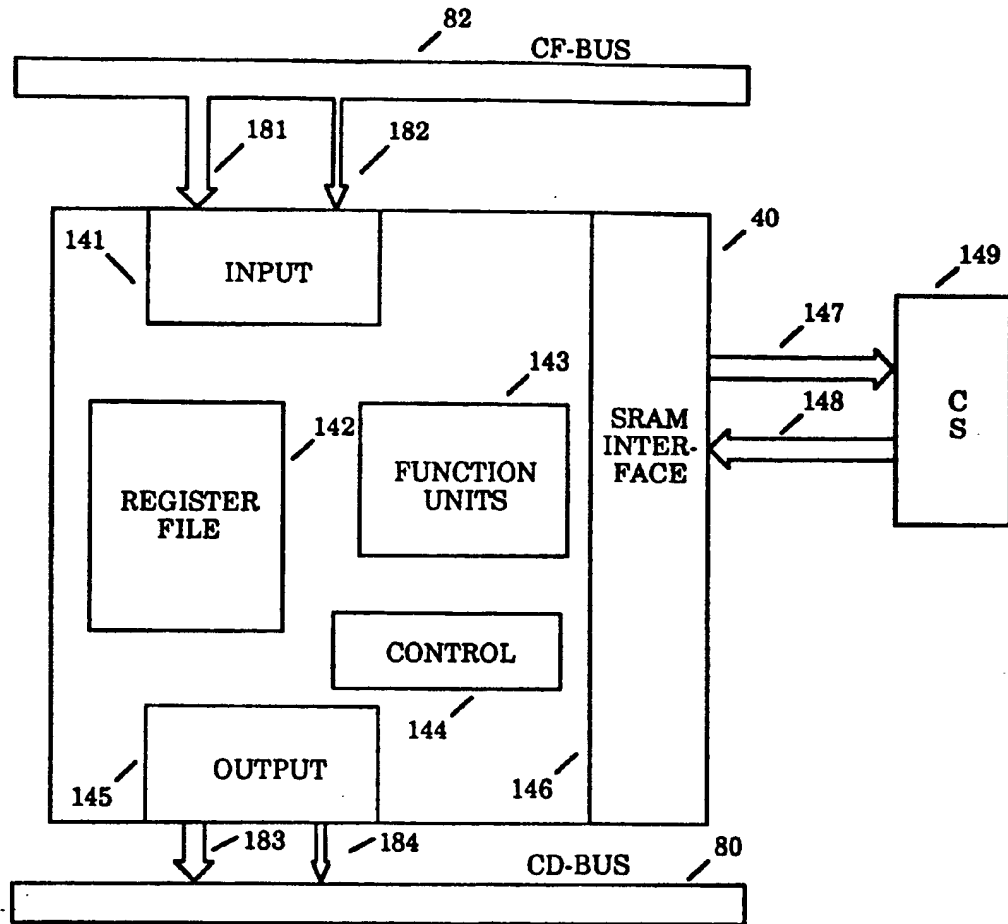 82
CF-BUS
181
182
40
141
INPUT
149
147
143
148
C
S
142
SRAM
INTER-
FACE
REGISTER
FILE
FUNCTION
UNITS
CONTROL
144
145
OUTPUT
146
183
184
CD-BUS
80